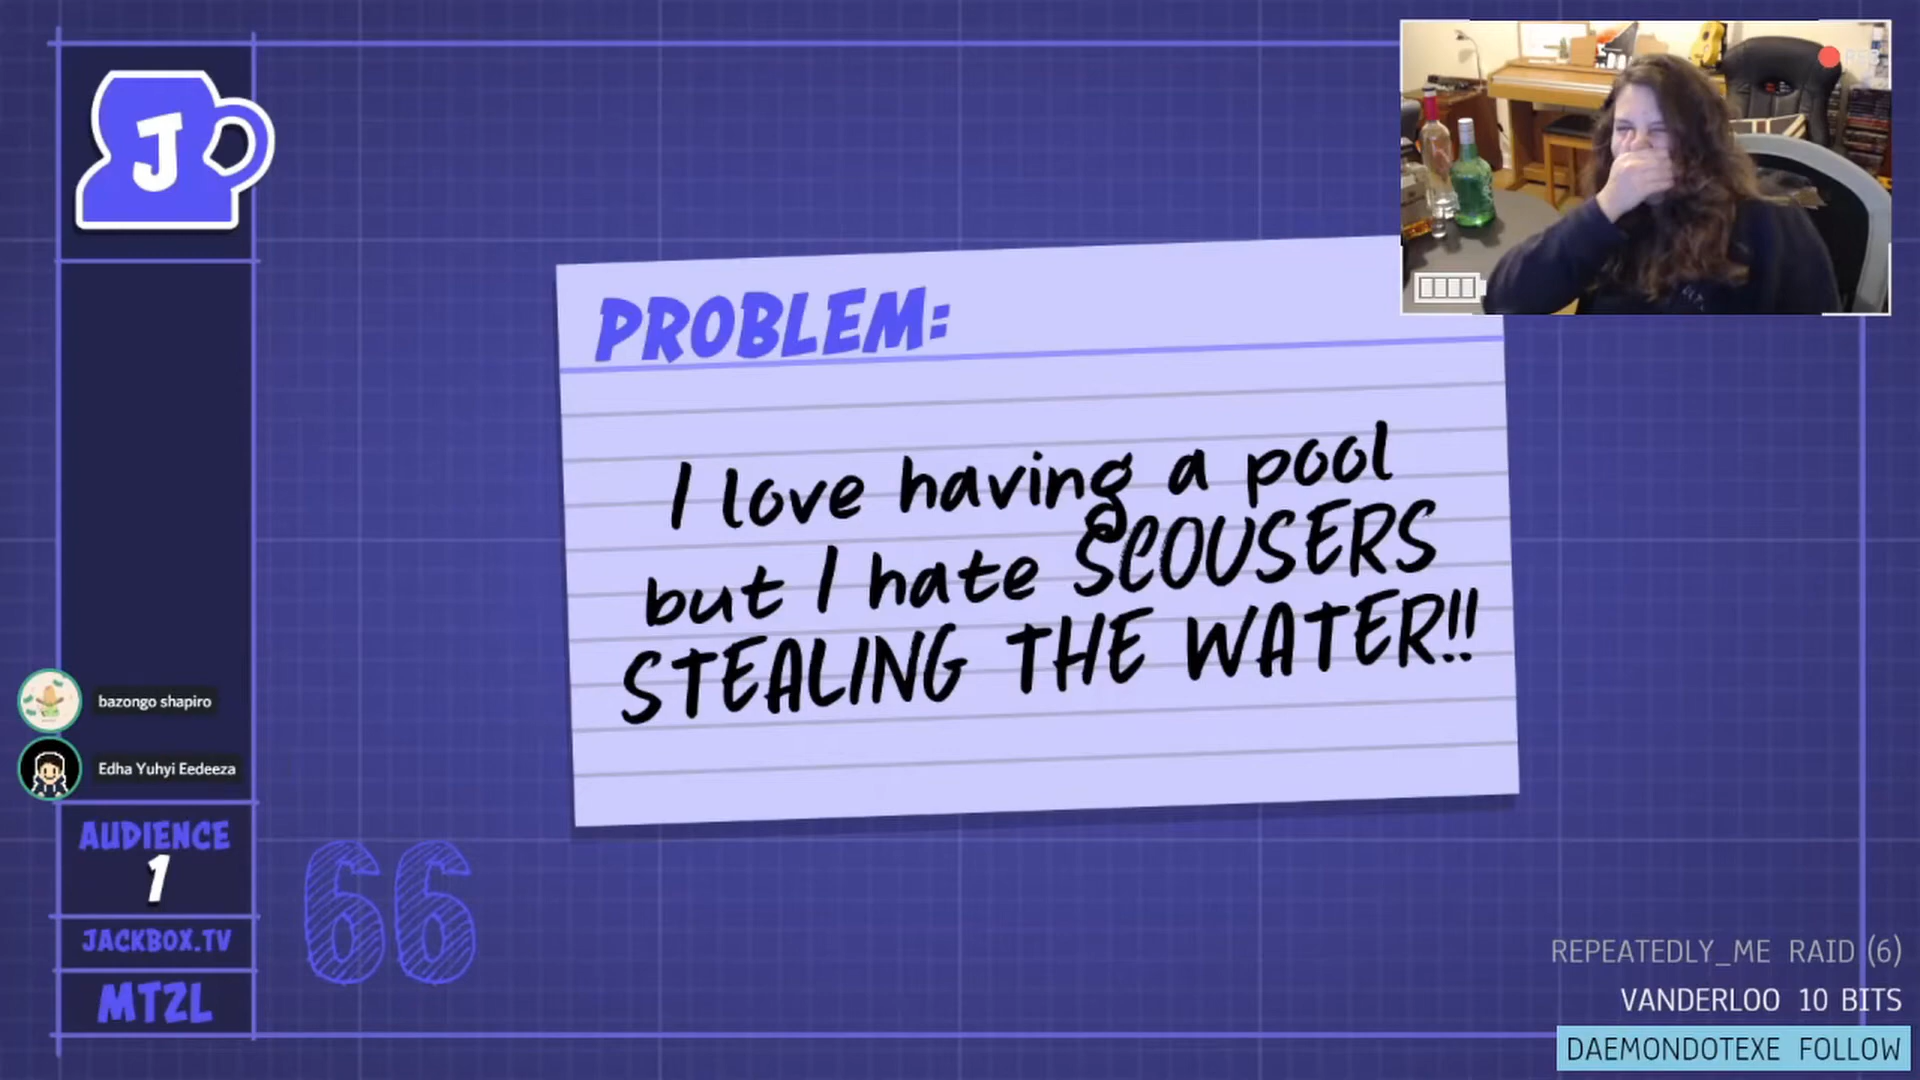 J
PROBLEM:
I love having a pool
but I hate SCOUSERS
STEALING THE WATER!!
bazongo shapiro
Edha Yuhyi Eedeeza
AUDIENCE
1
JACKBOX.TV
MTZL
66
REPEATEDLY_ME RAID (6)
VANDERLOO 10 BITS
DAEMONDOTEXE FOLLOW